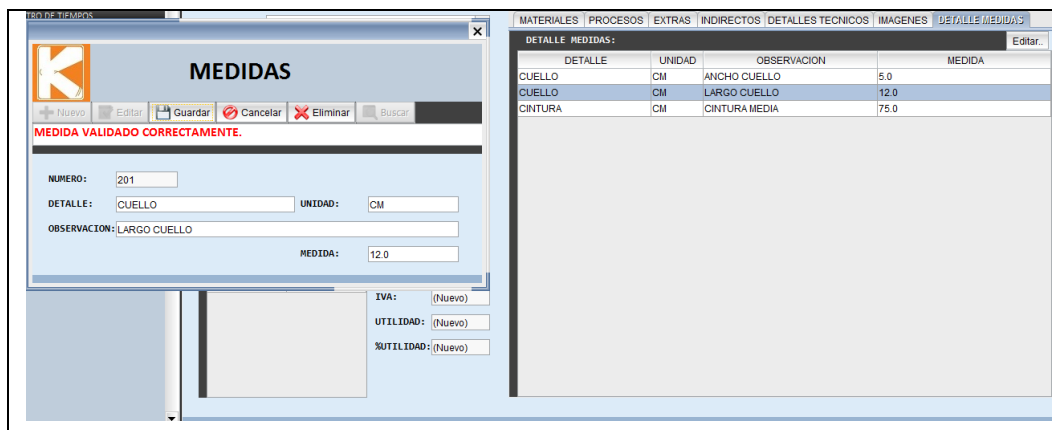 TRO DE TIEMPOS
MEDIDAS
Nuevo Editar Guardar Cancelar Eliminar Buscar
MEDIDA VALIDADO CORRECTAMENTE.
NUMERO: 201
DETALLE: CUELLO UNIDAD: CM
OBSERVACION: LARGO CUELLO
MEDIDA: 12.0
IVA: (Nuevo)
UTILIDAD: (Nuevo)
%UTILIDAD: (Nuevo)
MATERIALES PROCESOS EXTRAS INDIRECTOS DETALLES TECNICOS IMAGENES DETALLE MEDIDAS
DETALLE MEDIDAS: Editar..
DETALLE UNIDAD OBSERVACION MEDIDA
CUELLO CM ANCHO CUELLO 5.0
CUELLO CM LARGO CUELLO 12.0
CINTURA CM CINTURA MEDIA 75.0